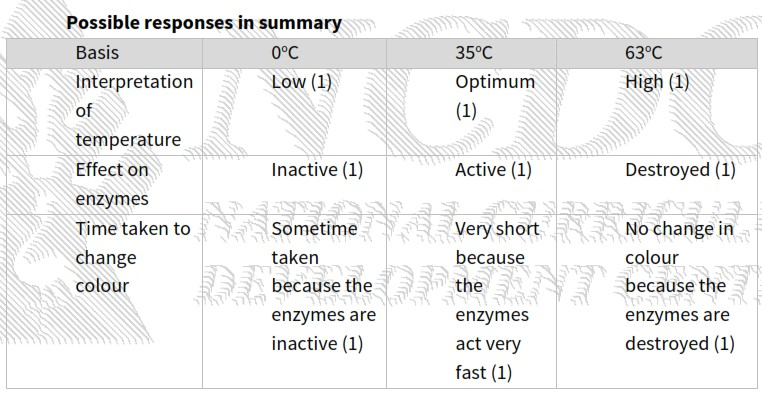 Possible responses in summary
Basis 0ºC 35ºC 63ºC
Interpretation Low (1) Optimum High (1)
of (1)
temperature
Effect on Inactive (1) Active (1) Destroyed (1)
enzymes
Time taken to Sometime Very short No change in
change taken because colour
colour because the the because the
enzymes are enzymes enzymes are
inactive (1) act very destroyed (1)
fast (1)